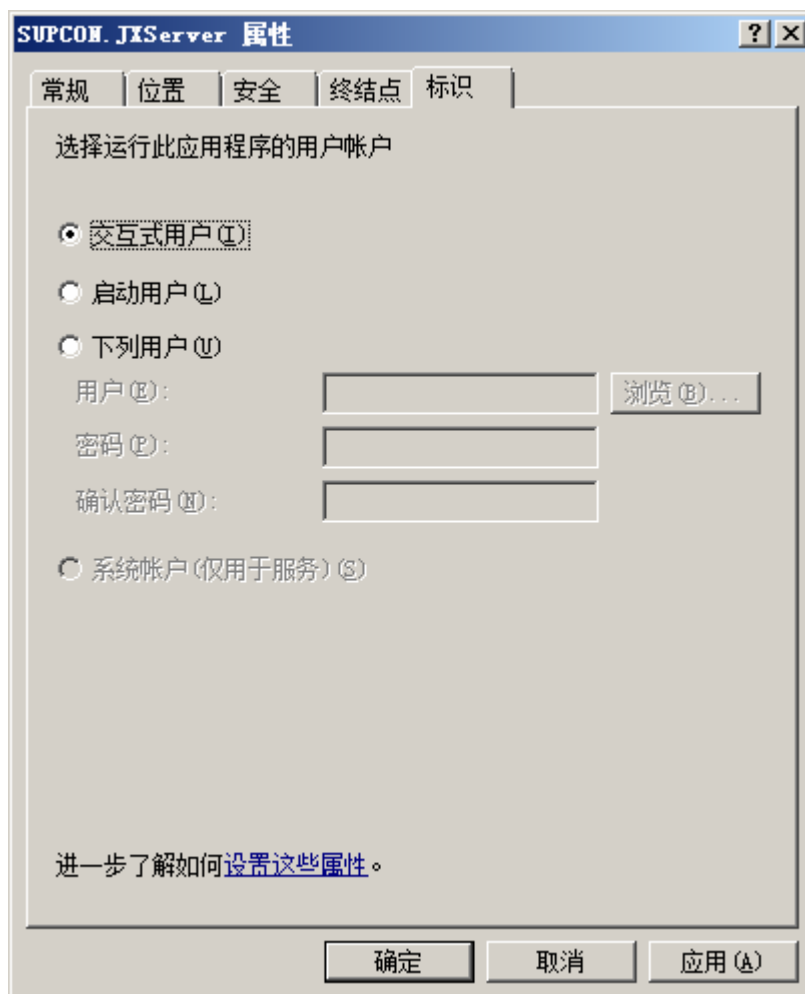 SUPCON.JXServer 属性
常规 位置 安全 终结点 标识
选择运行此应用程序的用户帐户
交互式用户(I)
启动用户(L)
下列用户(U)
用户(E): 浏览(B)...
密码(P):
确认密码(N):
系统帐户(仅用于服务)(S)
进一步了解如何设置这些属性。
确定 取消 应用(A)